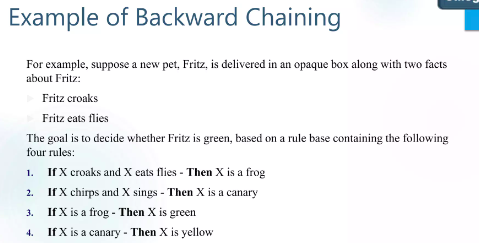 Example of Backward Chaining
For example, suppose a new pet, Fritz, is delivered in an opaque box along with two facts
about Fritz:
Fritz croaks
Fritz eats flies
The goal is to decide whether Fritz is green, based on a rule base containing the following
four rules:
1. If X croaks and X eats flies - Then X is a frog
2. If X chirps and X sings - Then X is a canary
3. If X is a frog - Then X is green
4. If X is a canary - Then X is yellow